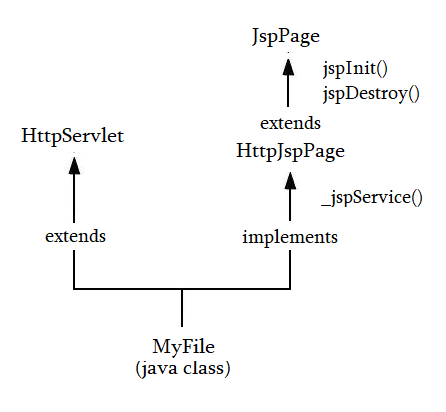 JspPage
jspInit()
jspDestroy()
extends
HttpServlet
HttpJspPage
_jspService()
extends
implements
MyFile
(java class)